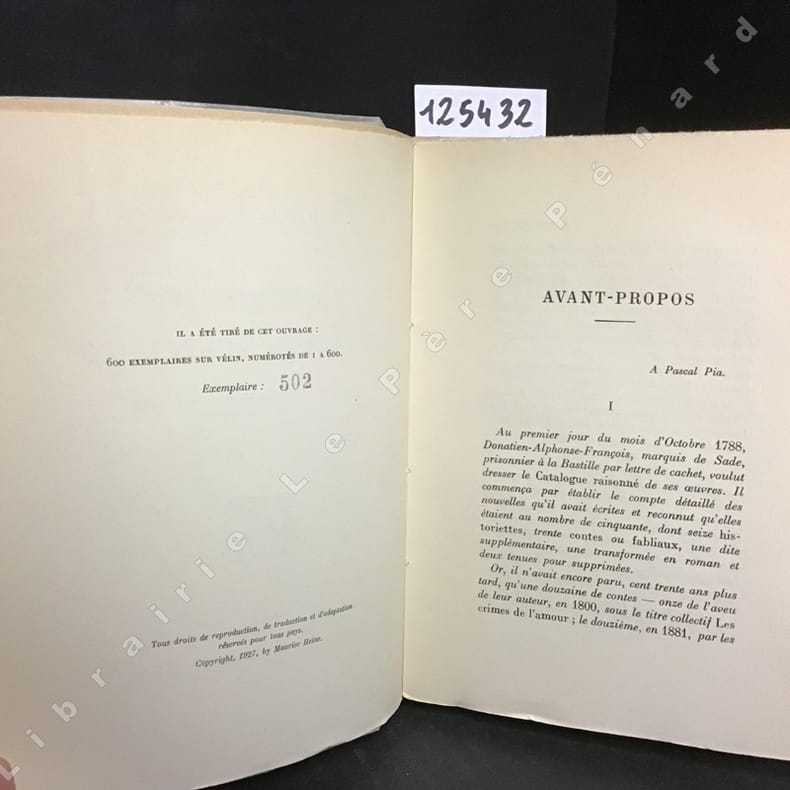 125432
IL A ÉTÉ TIRÉ DE CET OUVRAGE :
600 EXEMPLAIRES SUR VÉLIN, NUMÉROTÉS DE 1 A 600.
Exemplaire : 502
Tous droits de reproduction, de traduction et d'adaptation
réservés pour tous pays.
Copyright, 1927, by Maurice Heine.
AVANT-PROPOS
A Pascal Pia.
I
Au premier jour du mois d'Octobre 1788,
Donatien-Alphonse-François, marquis de Sade,
prisonnier à la Bastille par lettre de cachet, voulut
dresser le Catalogue raisonné de ses œuvres. Il
commença par établir le compte détaillé des
nouvelles qu'il avait écrites et reconnut qu'elles
étaient au nombre de cinquante, dont seize his-
toriettes, trente contes ou fabliaux, une dite
supplémentaire, une transformée en roman et
deux tenues pour supprimées.
Or, il n'avait encore paru, cent trente ans plus
tard, qu'une douzaine de contes — onze de l'aveu
de leur auteur, en 1800, sous le titre collectif Les
crimes de l'amour ; le douzième, en 1881, par les
Librairie Le Père Pénard